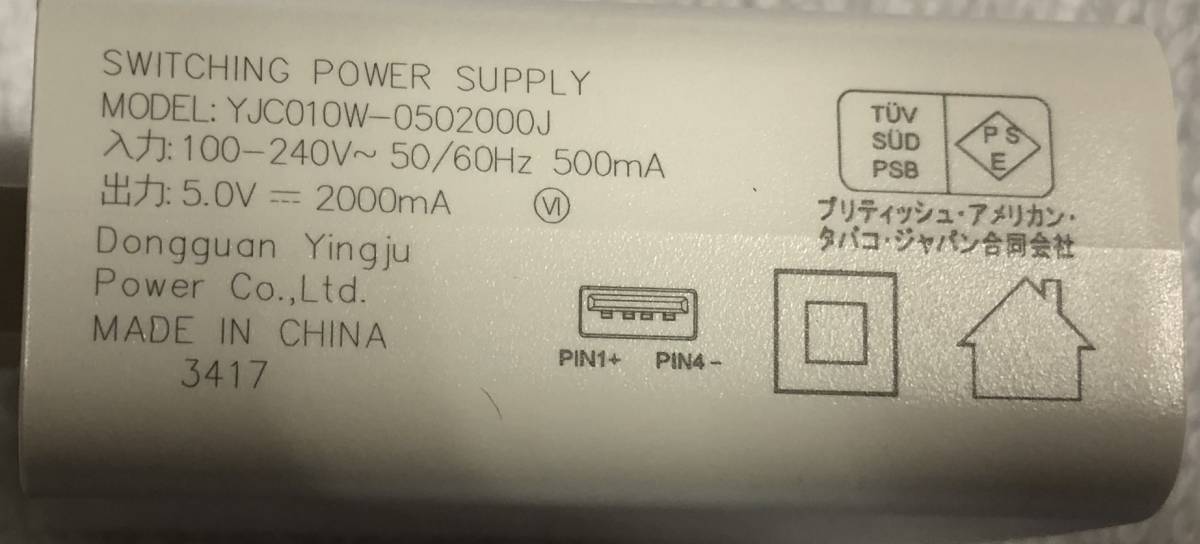 SWITCHING POWER SUPPLY
MODEL: YJC010W-0502000J
入力: 100-240V~ 50/60Hz 500mA
出力: 5.0V ⎓ 2000mA Ⅵ
Dongguan Yingju
Power Co.,Ltd.
MADE IN CHINA
3417
PIN1+ PIN4-
TÜV
SÜD
PSB
PS
E
ブリティッシュ・アメリカン・
タバコ・ジャパン合同会社